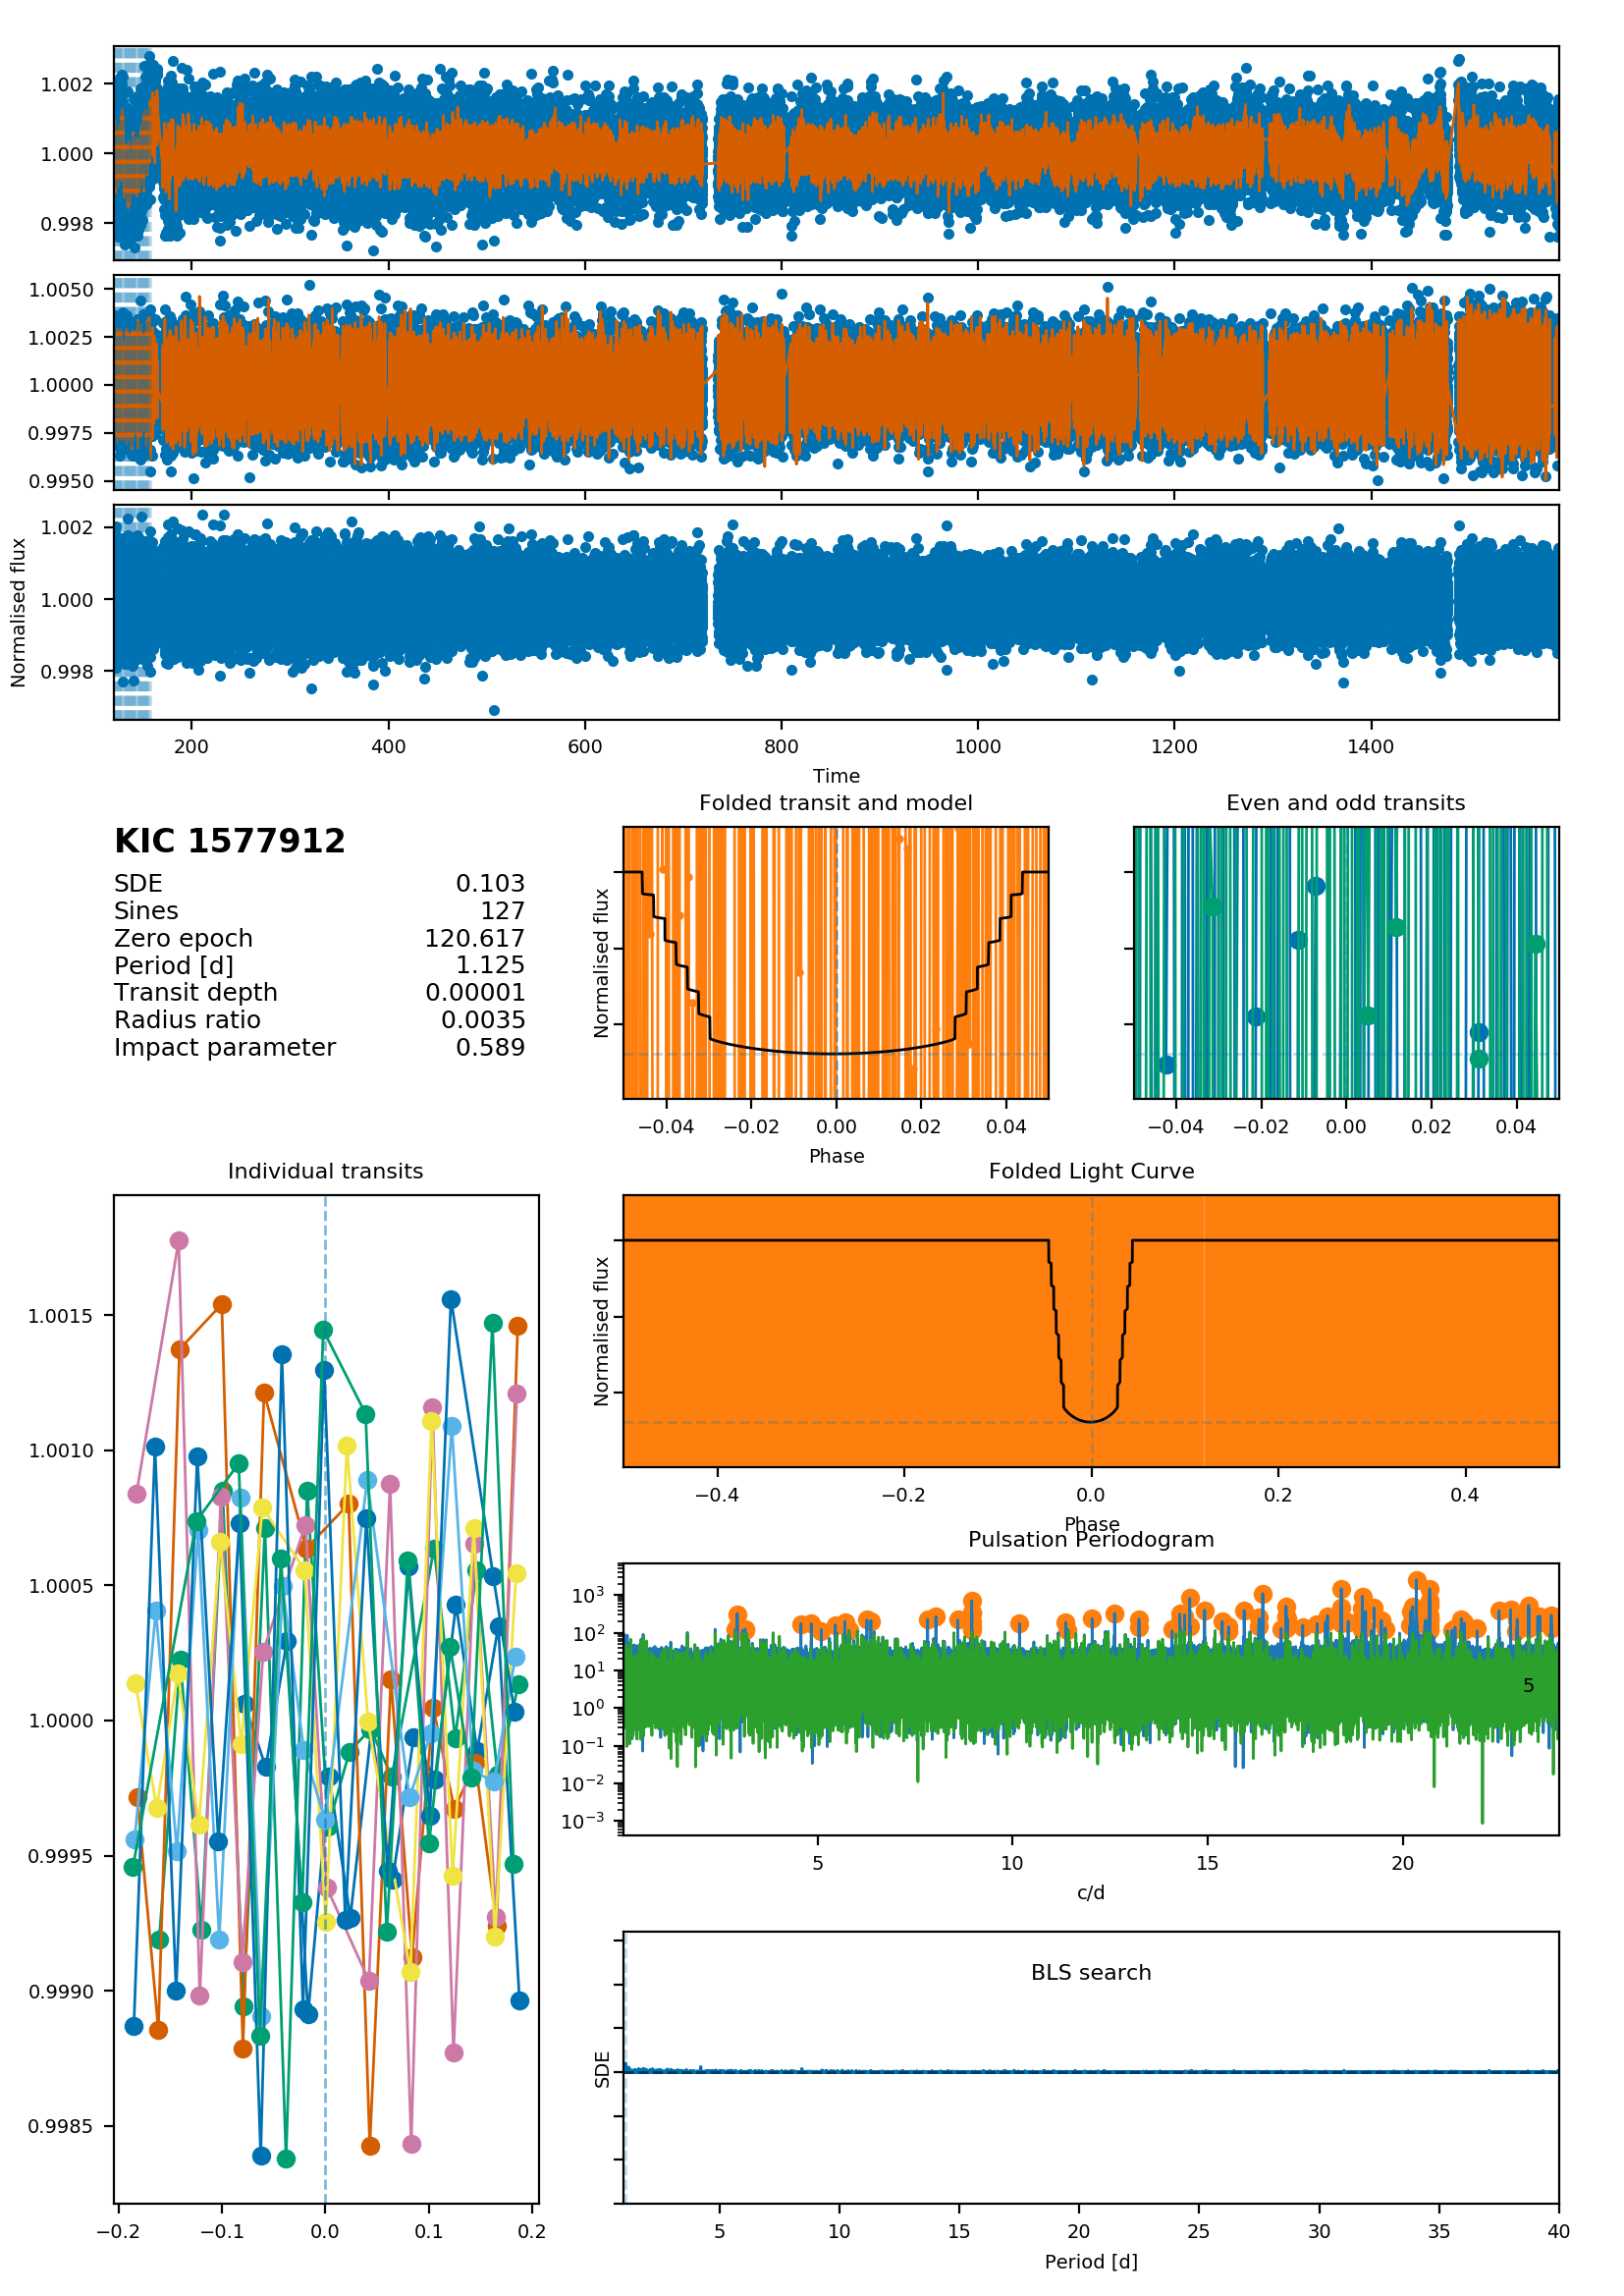 1.002
1.000
0.998
1.0050
1.0025
1.0000
0.9975
0.9950
Normalised flux
1.002
1.000
0.998
200 400 600 800 1000 1200 1400
Time
KIC 1577912
SDE 0.103
Sines 127
Zero epoch 120.617
Period [d] 1.125
Transit depth 0.00001
Radius ratio 0.0035
Impact parameter 0.589
Folded transit and model
Normalised flux
−0.04 −0.02 0.00 0.02 0.04
Phase
Even and odd transits
−0.04 −0.02 0.00 0.02 0.04
Individual transits
1.0015
1.0010
1.0005
1.0000
0.9995
0.9990
0.9985
−0.2 −0.1 0.0 0.1 0.2
Folded Light Curve
Normalised flux
−0.4 −0.2 0.0 0.2 0.4
Phase
Pulsation Periodogram
10³
10²
10¹
10⁰
10⁻¹
10⁻²
10⁻³
5
5 10 15 20
c/d
BLS search
SDE
5 10 15 20 25 30 35 40
Period [d]